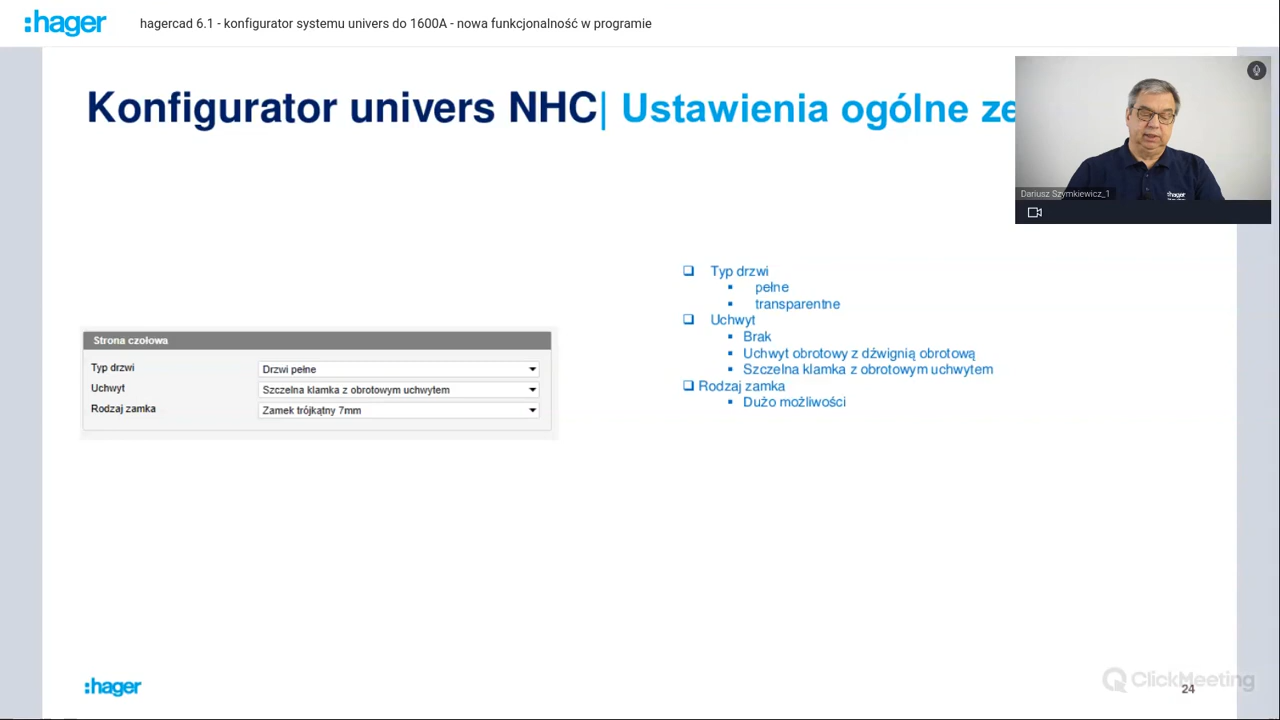 :hager
hagercad 6.1 - konfigurator systemu univers do 1600A - nowa funkcjonalność w programie
Konfigurator univers NHC| Ustawienia ogólne ze
Dariusz Szymkiewicz_1
:hager
Typ drzwi
pełne
transparentne
Uchwyt
Brak
Uchwyt obrotowy z dźwignią obrotową
Szczelna klamka z obrotowym uchwytem
Rodzaj zamka
Dużo możliwości
Strona czołowa
Typ drzwi Drzwi pełne
Uchwyt Szczelna klamka z obrotowym uchwytem
Rodzaj zamka Zamek trójkątny 7mm
:hager
ClickMeeting
24